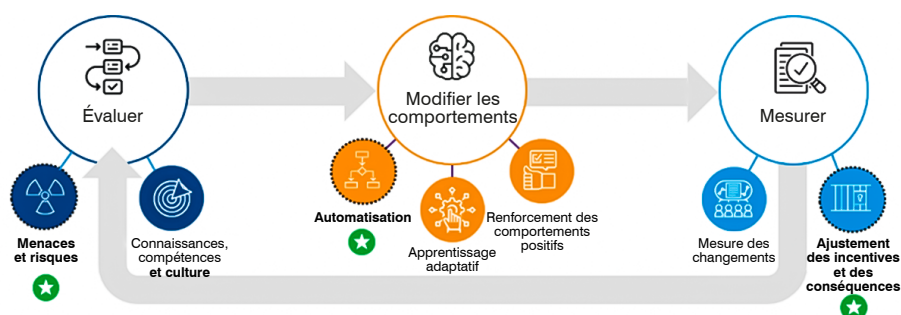 Évaluer
Modifier les
comportements
Mesurer
Menaces
et risques
Connaissances,
compétences
et culture
Automatisation
Apprentissage
adaptatif
Renforcement des
comportements
positifs
Mesure des
changements
Ajustement
des incentives
et des
conséquences